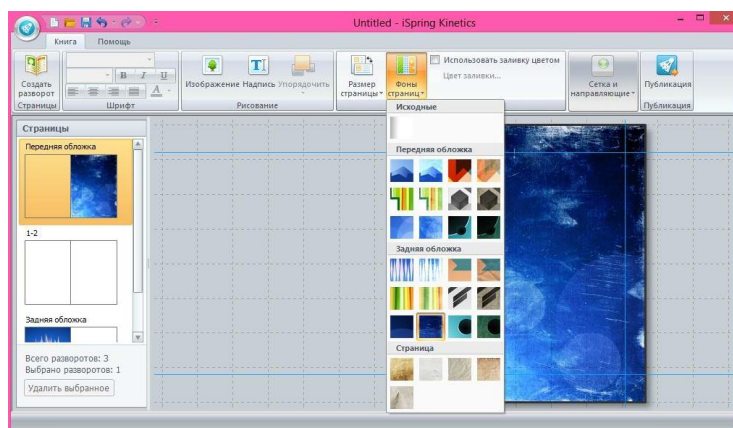 Untitled - iSpring Kinetics
Книга Помощь
Создать разворот
Страницы
B I U
A
Шрифт
Изображение Надпись Упорядочить
Рисование
Размер страницы
Фоны страниц
Использовать заливку цветом
Цвет заливки...
Сетка и направляющие
Публикация
Публикация
Исходные
Передняя обложка
Задняя обложка
Страница
Страницы
Передняя обложка
1-2
Задняя обложка
Всего разворотов: 3
Выбрано разворотов: 1
Удалить выбранное